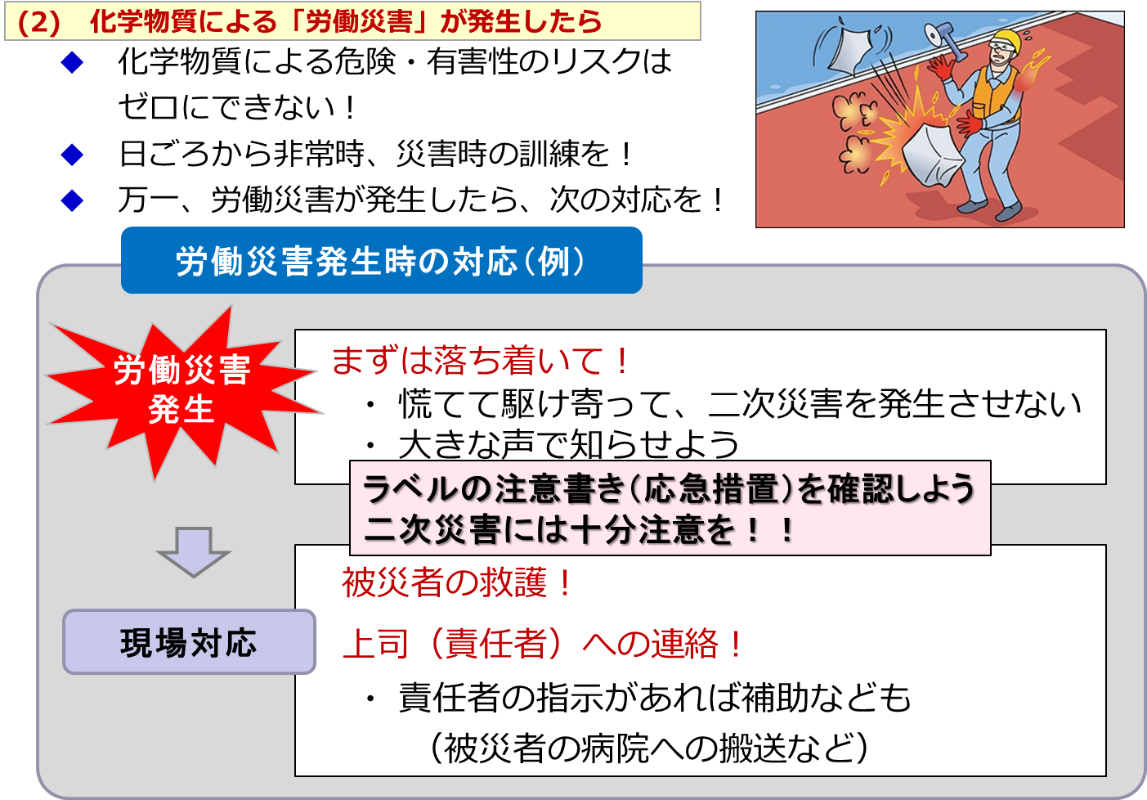 (2) 化学物質による「労働災害」が発生したら
◆ 化学物質による危険・有害性のリスクは
ゼロにできない！
◆ 日ごろから非常時、災害時の訓練を！
◆ 万一、労働災害が発生したら、次の対応を！
労働災害発生時の対応（例）
労働災害
発生
まずは落ち着いて！
・ 慌てて駆け寄って、二次災害を発生させない
・ 大きな声で知らせよう
ラベルの注意書き（応急措置）を確認しよう
二次災害には十分注意を！！
現場対応
被災者の救護！
上司（責任者）への連絡！
・ 責任者の指示があれば補助なども
（被災者の病院への搬送など）